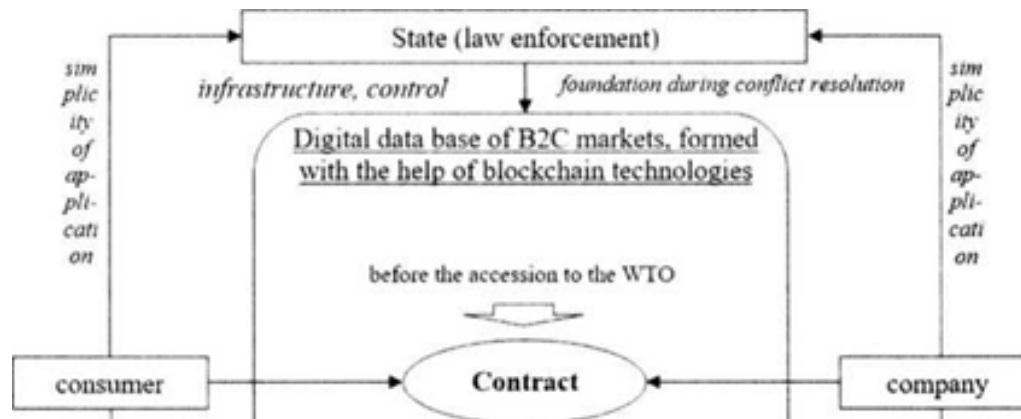 State (law enforcement)
sim
plic
ity
of
ap-
pli-
cati
on
infrastructure, control
foundation during conflict resolution
sim
plic
ity
of
ap-
pli-
cati
on
Digital data base of B2C markets, formed
with the help of blockchain technologies
before the accession to the WTO
consumer
Contract
company